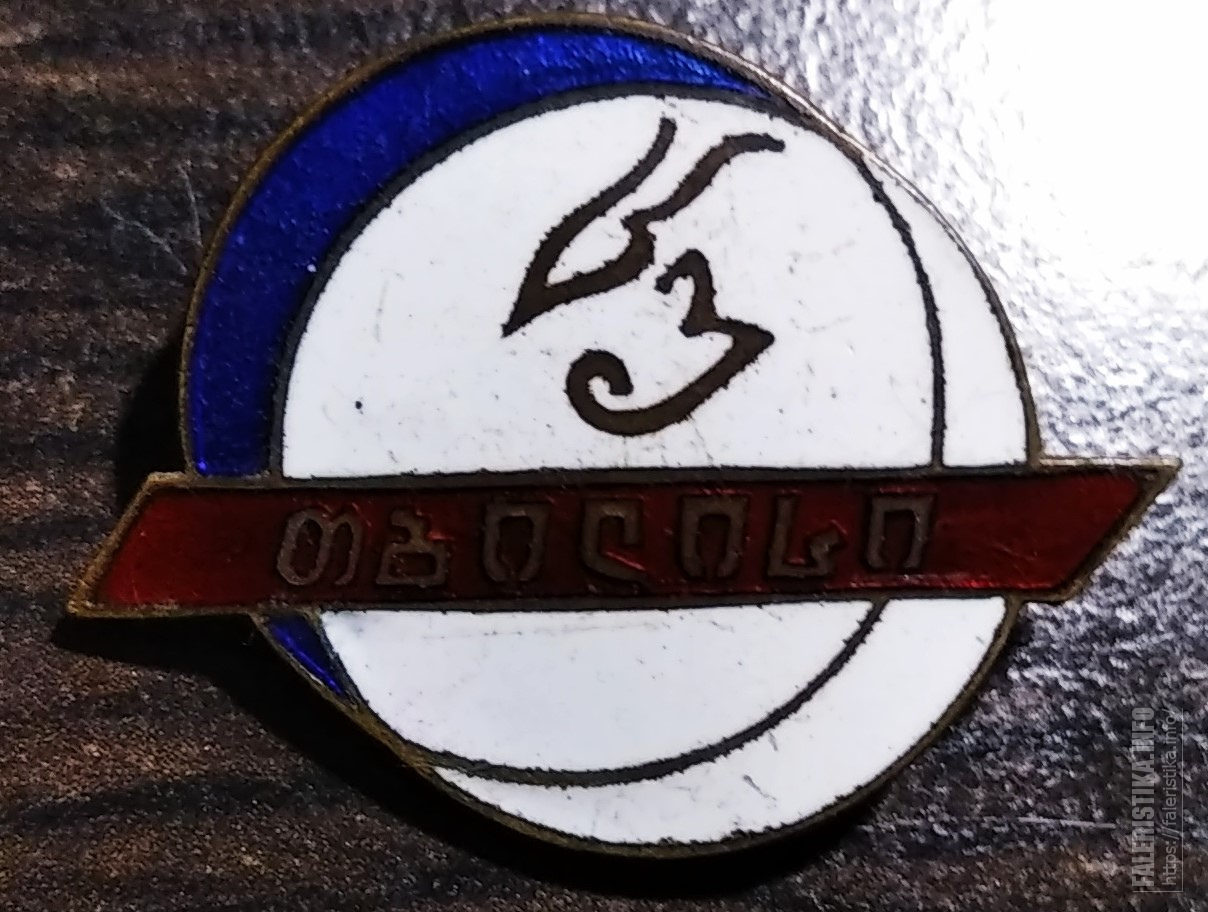 თბილისი
FALERISTIKA.INFO
https://faleristika.info/